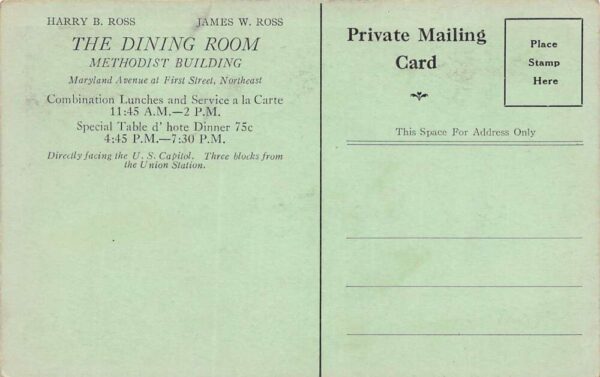 HARRY B. ROSS JAMES W. ROSS
THE DINING ROOM
METHODIST BUILDING
Maryland Avenue at First Street, Northeast
Combination Lunches and Service a la Carte
11:45 A.M.—2 P.M.
Special Table d' hote Dinner 75c
4:45 P.M.—7:30 P.M.
Directly facing the U. S. Capitol. Three blocks from
the Union Station.
Private Mailing
Card
Place
Stamp
Here
This Space For Address Only